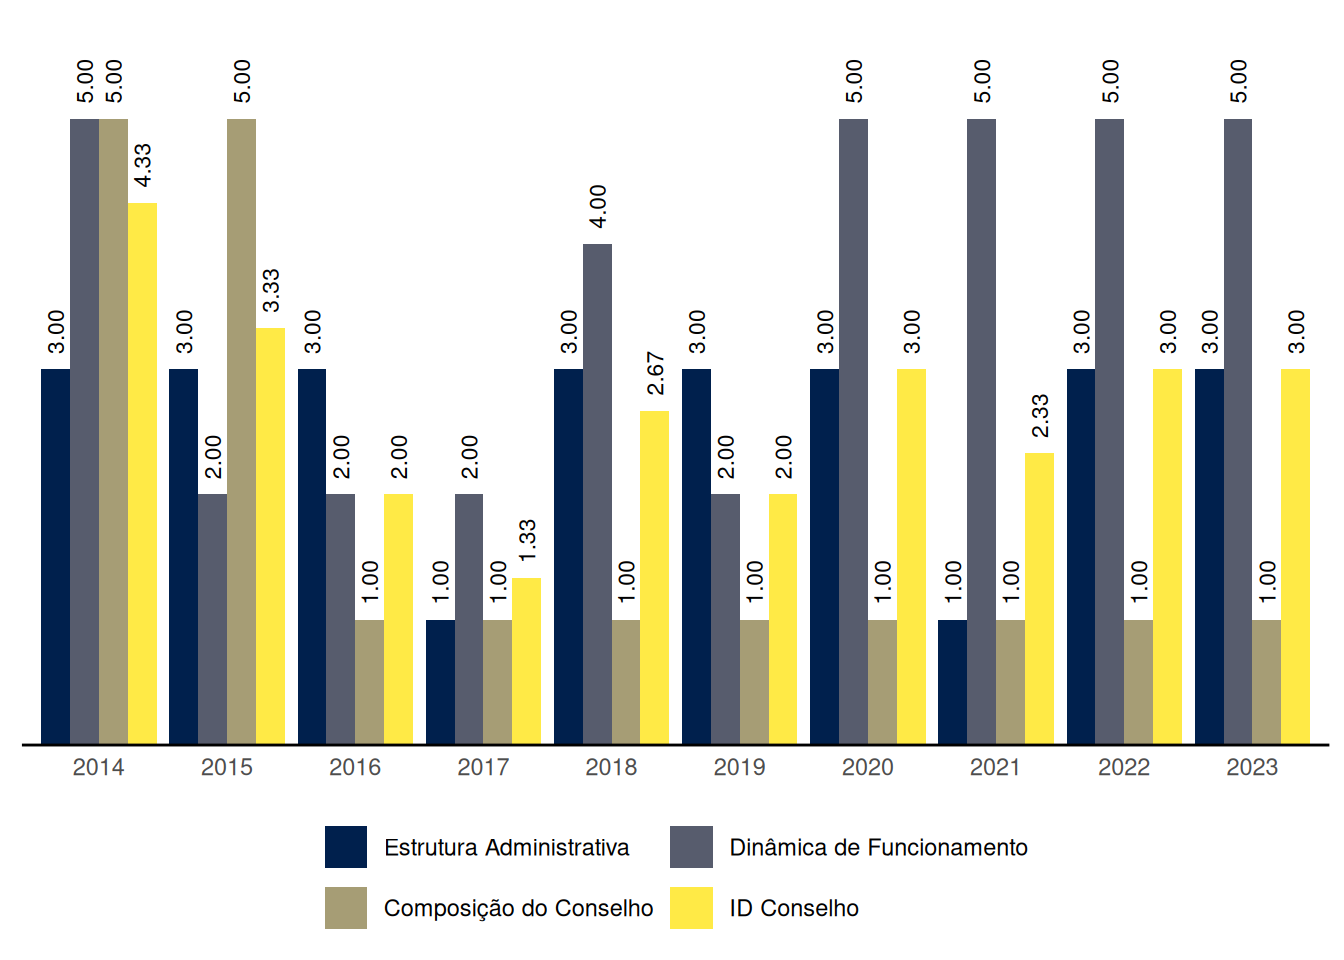 5.00 5.00 5.00 5.00 5.00 5.00 5.00
4.33 4.00
3.33 3.00 3.00 3.00 3.00 3.00 3.00 3.00 3.00 3.00 3.00 3.00
2.67 2.33
2.00 2.00 2.00 2.00 2.00 2.00
1.33
1.00 1.00 1.00 1.00 1.00 1.00 1.00 1.00 1.00 1.00
2014 2015 2016 2017 2018 2019 2020 2021 2022 2023
Estrutura Administrativa Dinâmica de Funcionamento
Composição do Conselho ID Conselho